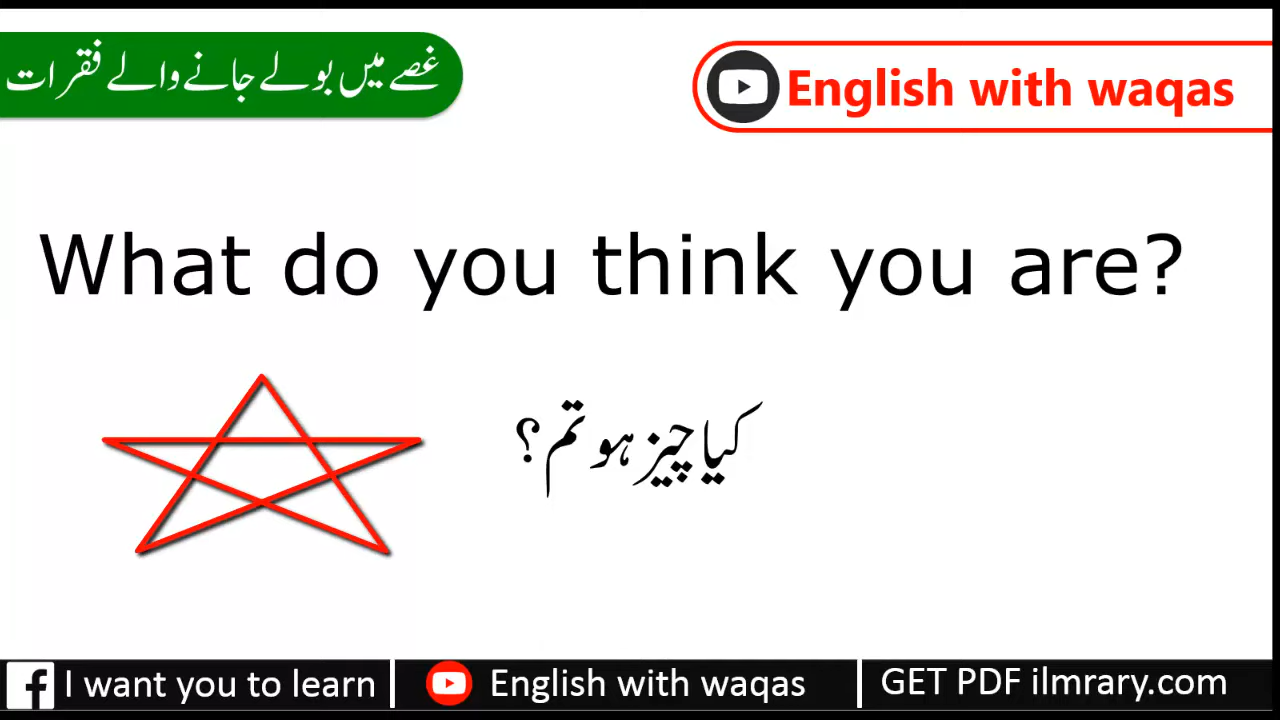 غصے میں بولے جانے والے فقرات
English with waqas
What do you think you are?
کیا چیز ہو تم؟
I want you to learn
English with waqas
GET PDF ilmrary.com